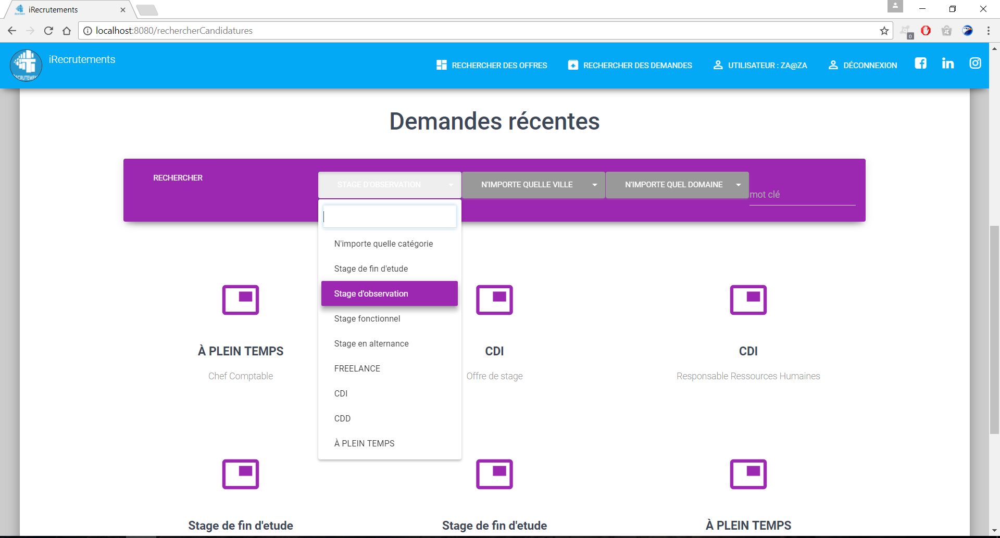 iRecrutements
localhost:8080/rechercherCandidatures
0
iRecrutements
RECHERCHER DES OFFRES
RECHERCHER DES DEMANDES
UTILISATEUR : ZA@ZA
DÉCONNEXION
Demandes récentes
RECHERCHER
STAGE D'OBSERVATION
N'IMPORTE QUELLE VILLE
N'IMPORTE QUEL DOMAINE
mot clé
N'importe quelle catégorie
Stage de fin d'etude
Stage d'observation
Stage fonctionnel
Stage en alternance
FREELANCE
CDI
CDD
À PLEIN TEMPS
À PLEIN TEMPS
Chef Comptable
CDI
Offre de stage
CDI
Responsable Ressources Humaines
Stage de fin d'etude
Stage de fin d'etude
À PLEIN TEMPS